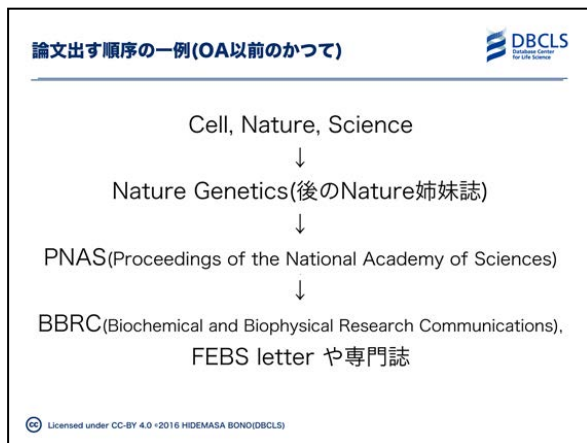 論文出す順序の一例(OA以前のかつて)
DBCLS
Database Center
for Life Science
Cell, Nature, Science
↓
Nature Genetics(後のNature姉妹誌)
↓
PNAS(Proceedings of the National Academy of Sciences)
↓
BBRC(Biochemical and Biophysical Research Communications),
FEBS letter や専門誌
cc Licensed under CC-BY 4.0 ©2016 HIDEMASA BONO(DBCLS)